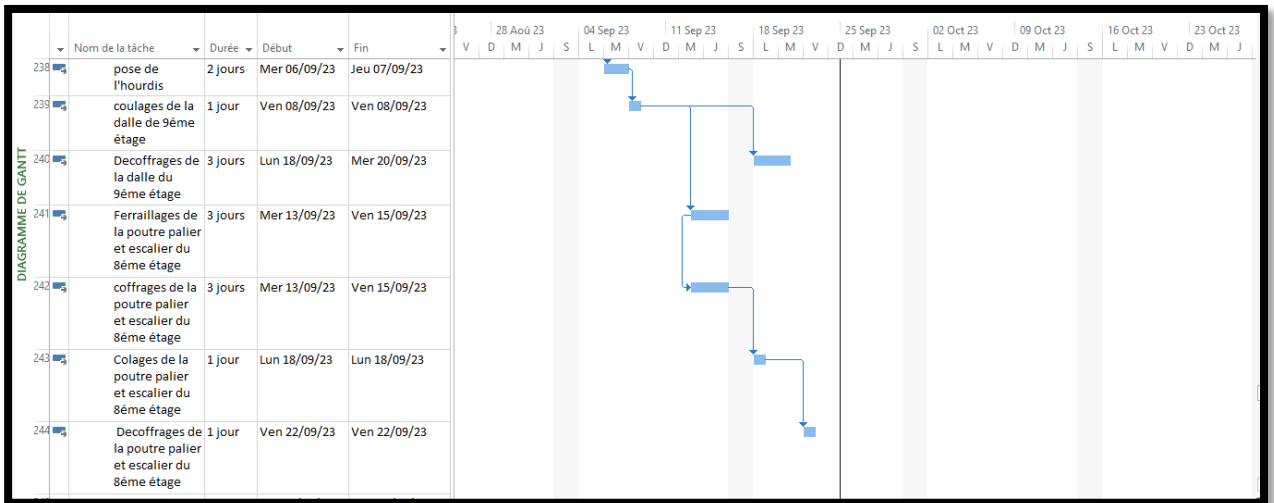 28 Aoû 23 04 Sep 23 11 Sep 23 18 Sep 23 25 Sep 23 02 Oct 23 09 Oct 23 16 Oct 23 23 Oct 23
Nom de la tâche Durée Début Fin V D M J S L M V D M J S L M V D M J S L M V D M J S L M V D M J
DIAGRAMME DE GANTT
238 pose de 2 jours Mer 06/09/23 Jeu 07/09/23
l'hourdis
239 coulages de la 1 jour Ven 08/09/23 Ven 08/09/23
dalle de 9éme
étage
240 Decoffrages de 3 jours Lun 18/09/23 Mer 20/09/23
la dalle du
9éme étage
241 Ferraillages de 3 jours Mer 13/09/23 Ven 15/09/23
la poutre palier
et escalier du
8éme étage
242 coffrages de la 3 jours Mer 13/09/23 Ven 15/09/23
poutre palier
et escalier du
8éme étage
243 Colages de la 1 jour Lun 18/09/23 Lun 18/09/23
poutre palier
et escalier du
8éme étage
244 Decoffrages de 1 jour Ven 22/09/23 Ven 22/09/23
la poutre palier
et escalier du
8éme étage